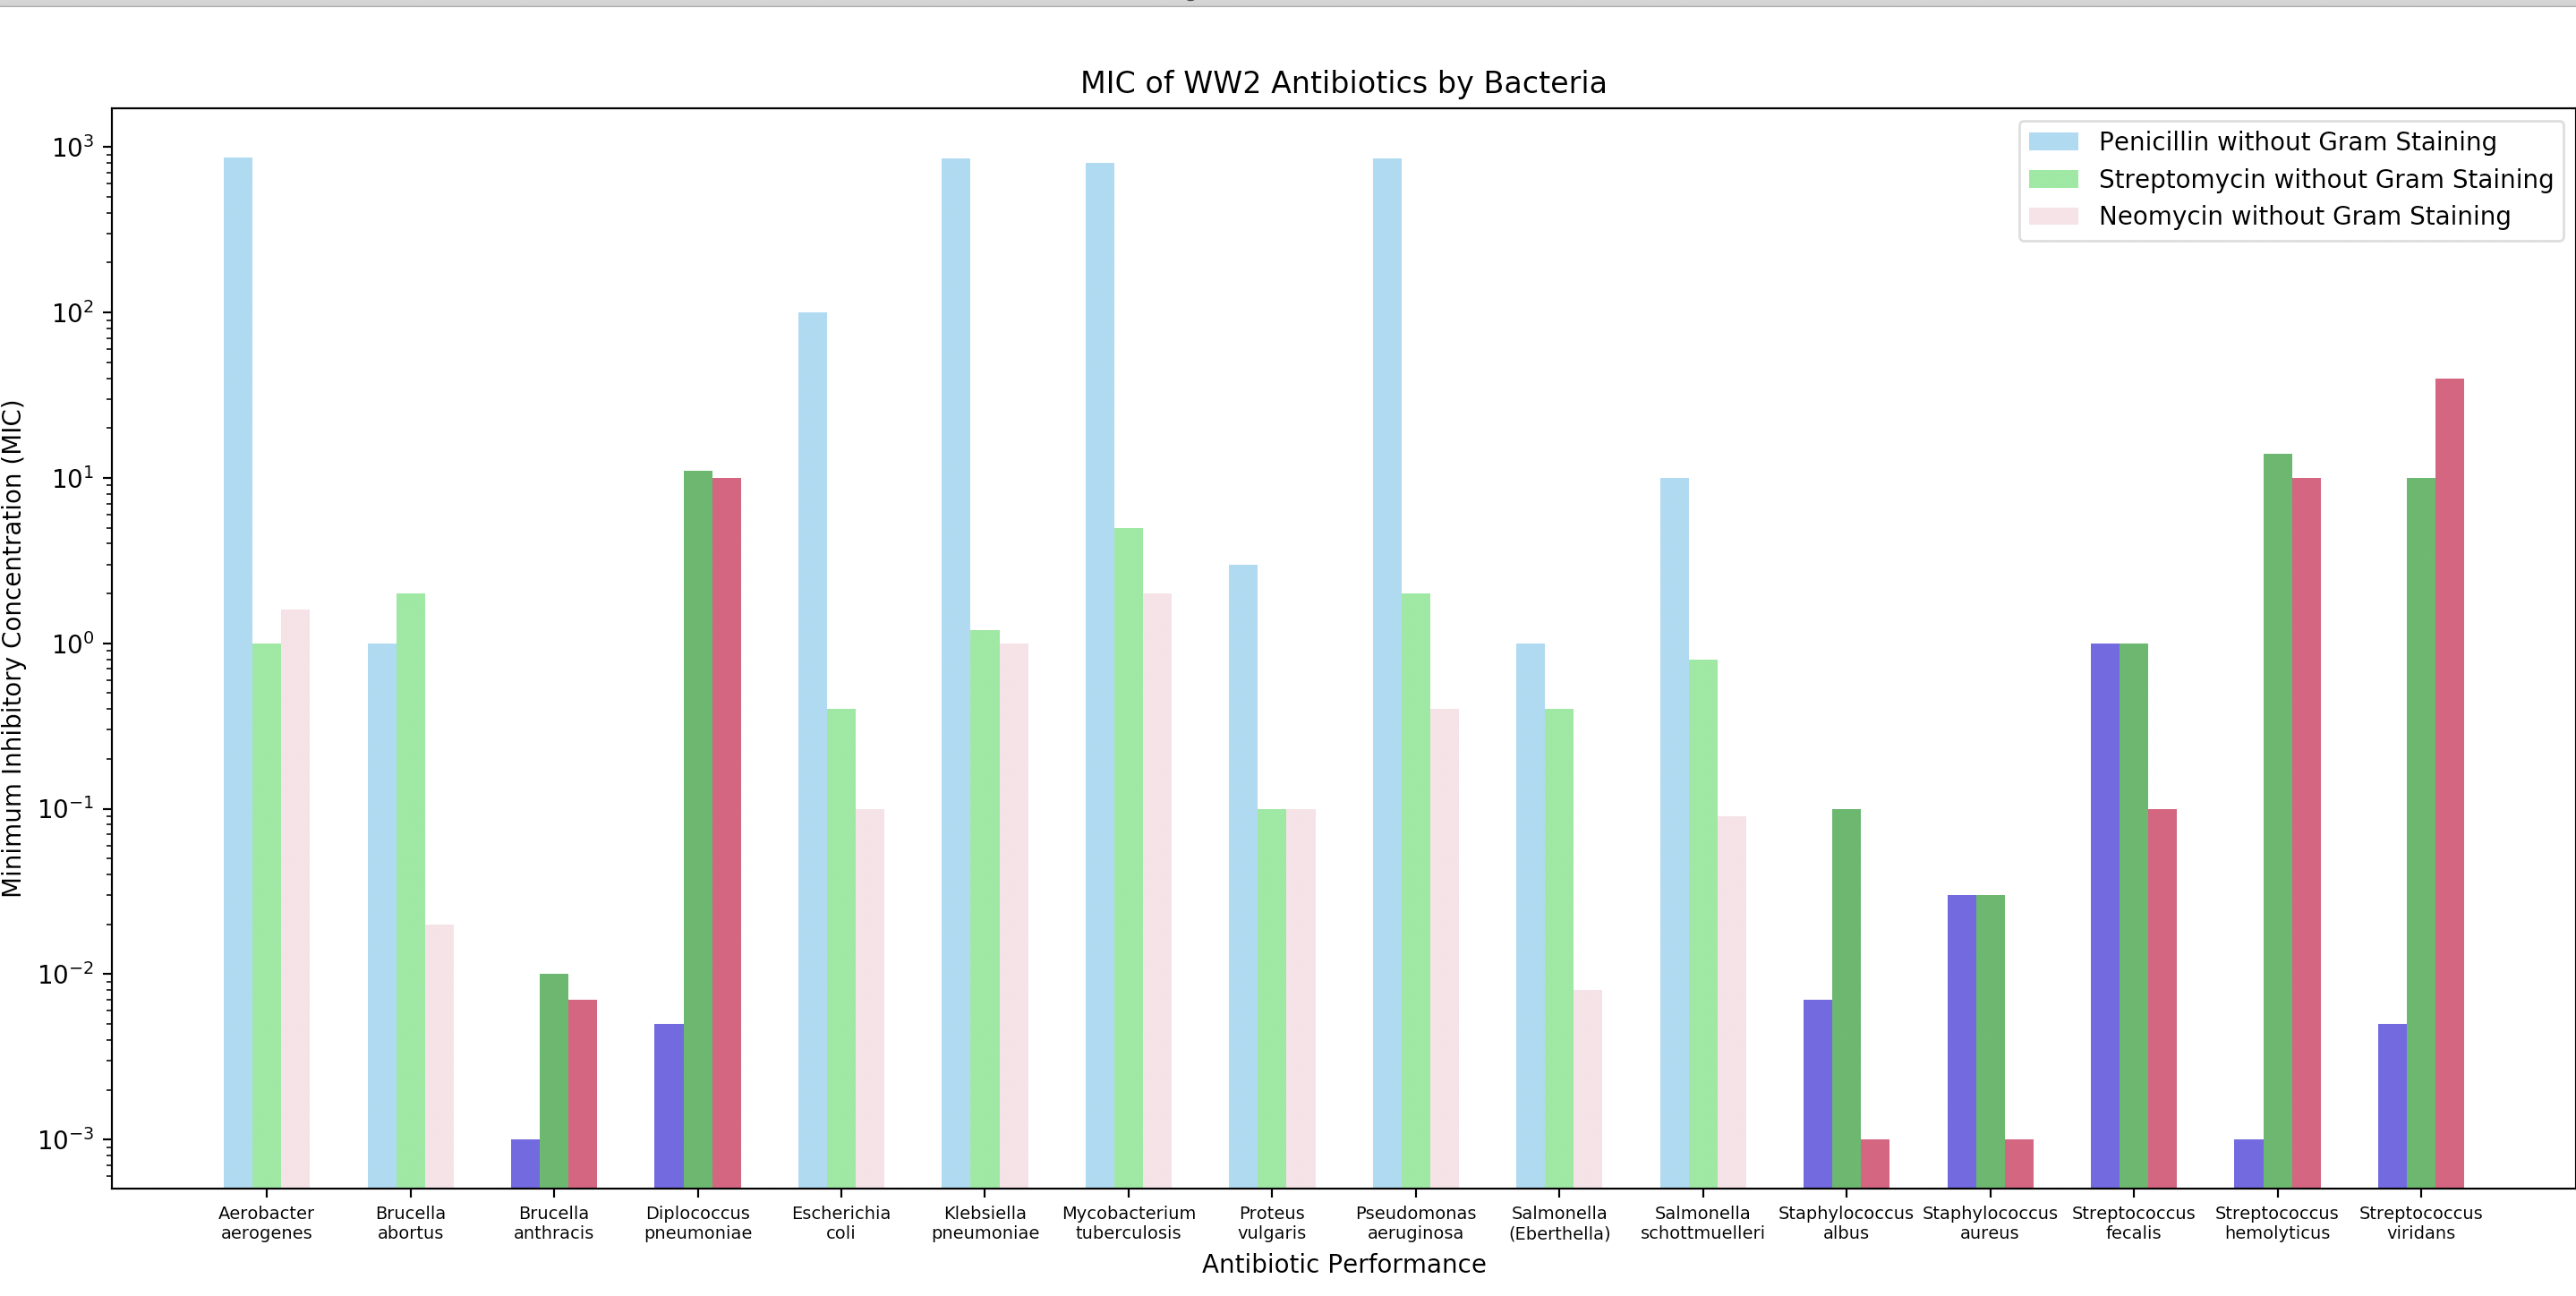 MIC of WW2 Antibiotics by Bacteria
Penicillin without Gram Staining
Streptomycin without Gram Staining
Neomycin without Gram Staining
Minimum Inhibitory Concentration (MIC)
10³
10²
10¹
10⁰
10⁻¹
10⁻²
10⁻³
Aerobacter
aerogenes
Brucella
abortus
Brucella
anthracis
Diplococcus
pneumoniae
Escherichia
coli
Klebsiella
pneumoniae
Mycobacterium
tuberculosis
Proteus
vulgaris
Pseudomonas
aeruginosa
Salmonella
(Eberthella)
Salmonella
schottmuelleri
Staphylococcus
albus
Staphylococcus
aureus
Streptococcus
fecalis
Streptococcus
hemolyticus
Streptococcus
viridans
Antibiotic Performance